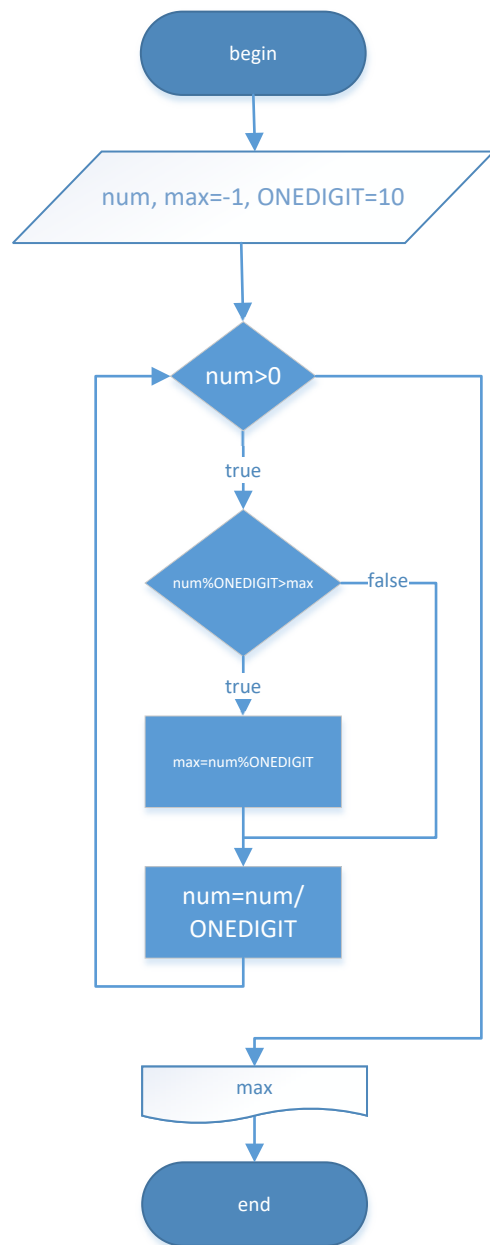 begin
num, max=-1, ONEDIGIT=10
num>0
true
num%ONEDIGIT>max
false
true
max=num%ONEDIGIT
num=num/
ONEDIGIT
max
end